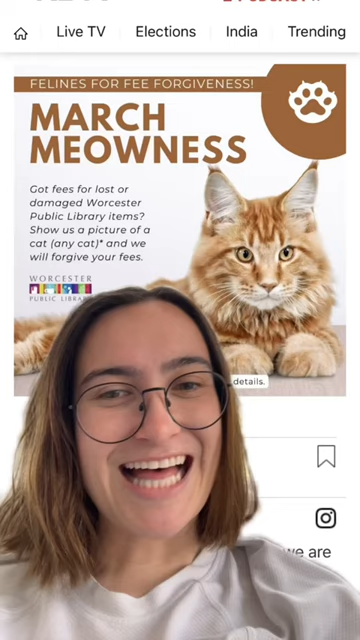 Live TV Elections India Trending
FELINES FOR FEE FORGIVENESS!
MARCH
MEOWNESS
Got fees for lost or
damaged Worcester
Public Library items?
Show us a picture of a
cat (any cat)* and we
will forgive your fees.
WORCESTER
PUBLIC LIBRARY
details.
we are